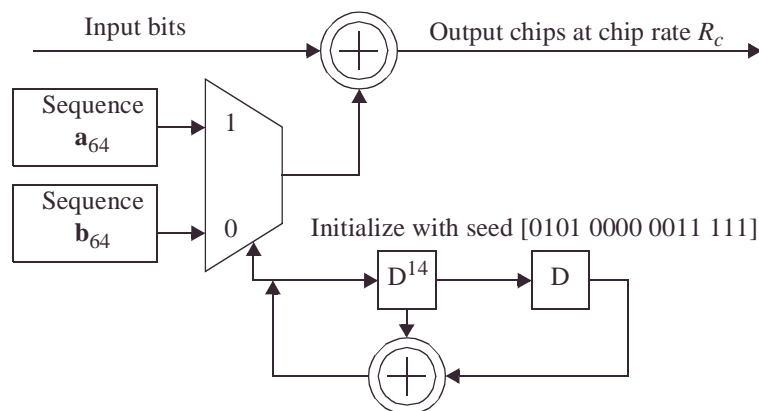 Input bits
Output chips at chip rate R_c
Sequence
a_64
1
Sequence
b_64
0
Initialize with seed [0101 0000 0011 111]
D^14
D